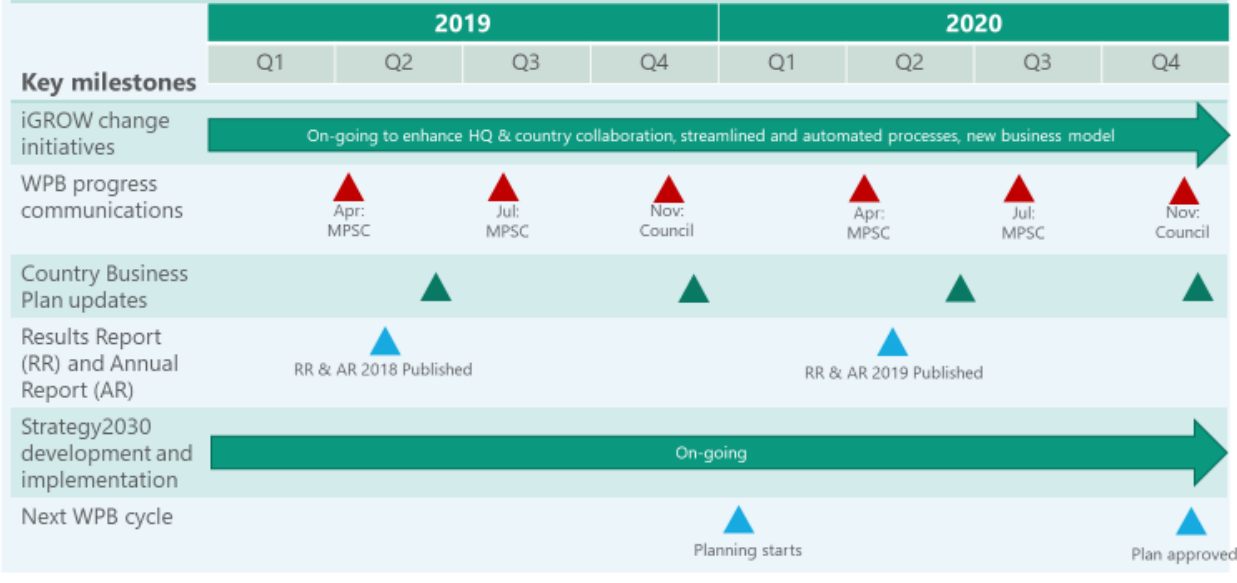 2019 2020
Q1 Q2 Q3 Q4 Q1 Q2 Q3 Q4
Key milestones
iGROW change
initiatives
On-going to enhance HQ & country collaboration, streamlined and automated processes, new business model
WPB progress
communications
Apr: Jul: Nov: Apr: Jul: Nov:
MPSC MPSC Council MPSC MPSC Council
Country Business
Plan updates
Results Report
(RR) and Annual
Report (AR)
RR & AR 2018 Published RR & AR 2019 Published
Strategy2030
development and
implementation
On-going
Next WPB cycle
Planning starts Plan approved